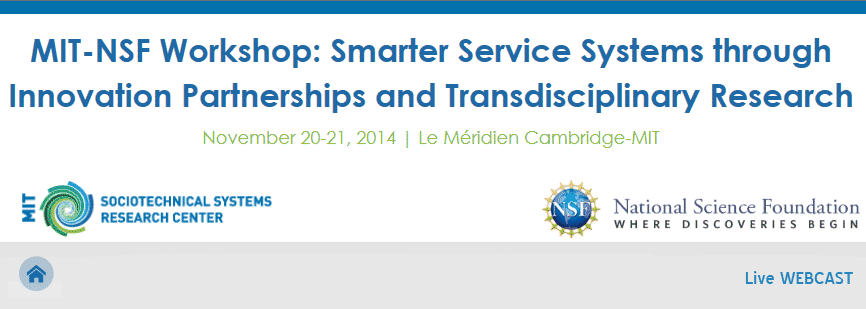 MIT-NSF Workshop: Smarter Service Systems through
Innovation Partnerships and Transdisciplinary Research
November 20-21, 2014 | Le Méridien Cambridge-MIT
MIT
SOCIOTECHNICAL SYSTEMS
RESEARCH CENTER
NSF
National Science Foundation
WHERE DISCOVERIES BEGIN
Live WEBCAST